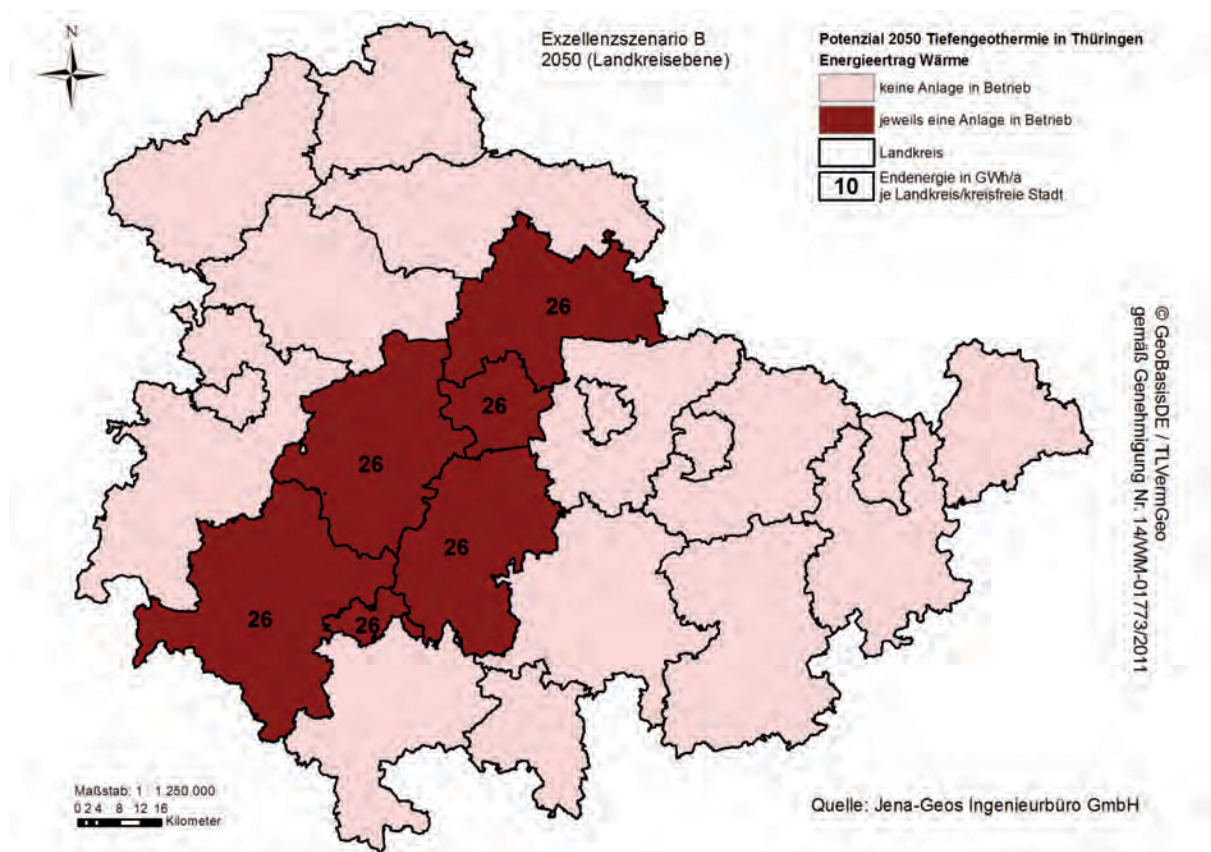 N
Exzellenzszenario B
2050 (Landkreisebene)
Potenzial 2050 Tiefengeothermie in Thüringen
Energieertrag Wärme
keine Anlage in Betrieb
jeweils eine Anlage in Betrieb
Landkreis
10
Endenergie in GWh/a
je Landkreis/kreisfreie Stadt
26
26
26
26
26
26
© GeoBasisDE / TLVermGeo
gemäß Genehmigung Nr. 14/WM-01773/2011
Maßstab: 1 : 1.250.000
0 2 4 8 12 16
Kilometer
Quelle: Jena-Geos Ingenieurbüro GmbH